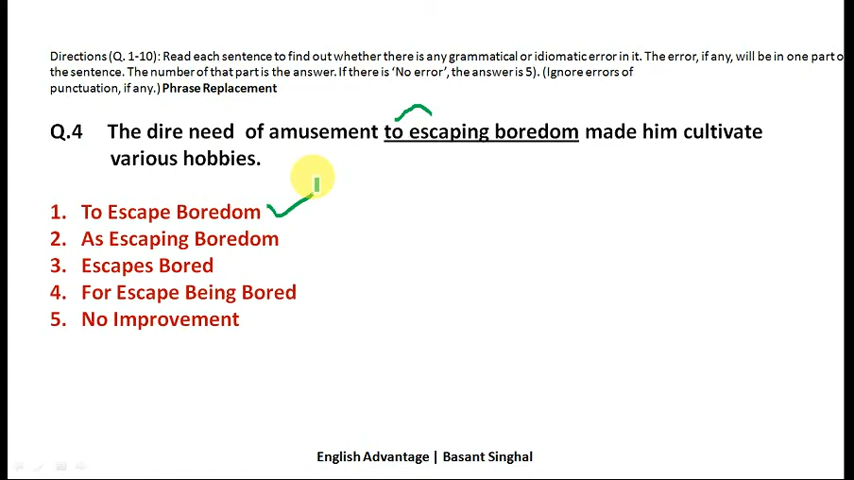 Directions (Q. 1-10): Read each sentence to find out whether there is any grammatical or idiomatic error in it. The error, if any, will be in one part o
the sentence. The number of that part is the answer. If there is 'No error', the answer is 5). (Ignore errors of
punctuation, if any.) Phrase Replacement
Q.4 The dire need of amusement to escaping boredom made him cultivate
various hobbies.
1. To Escape Boredom
2. As Escaping Boredom
3. Escapes Bored
4. For Escape Being Bored
5. No Improvement
English Advantage | Basant Singhal